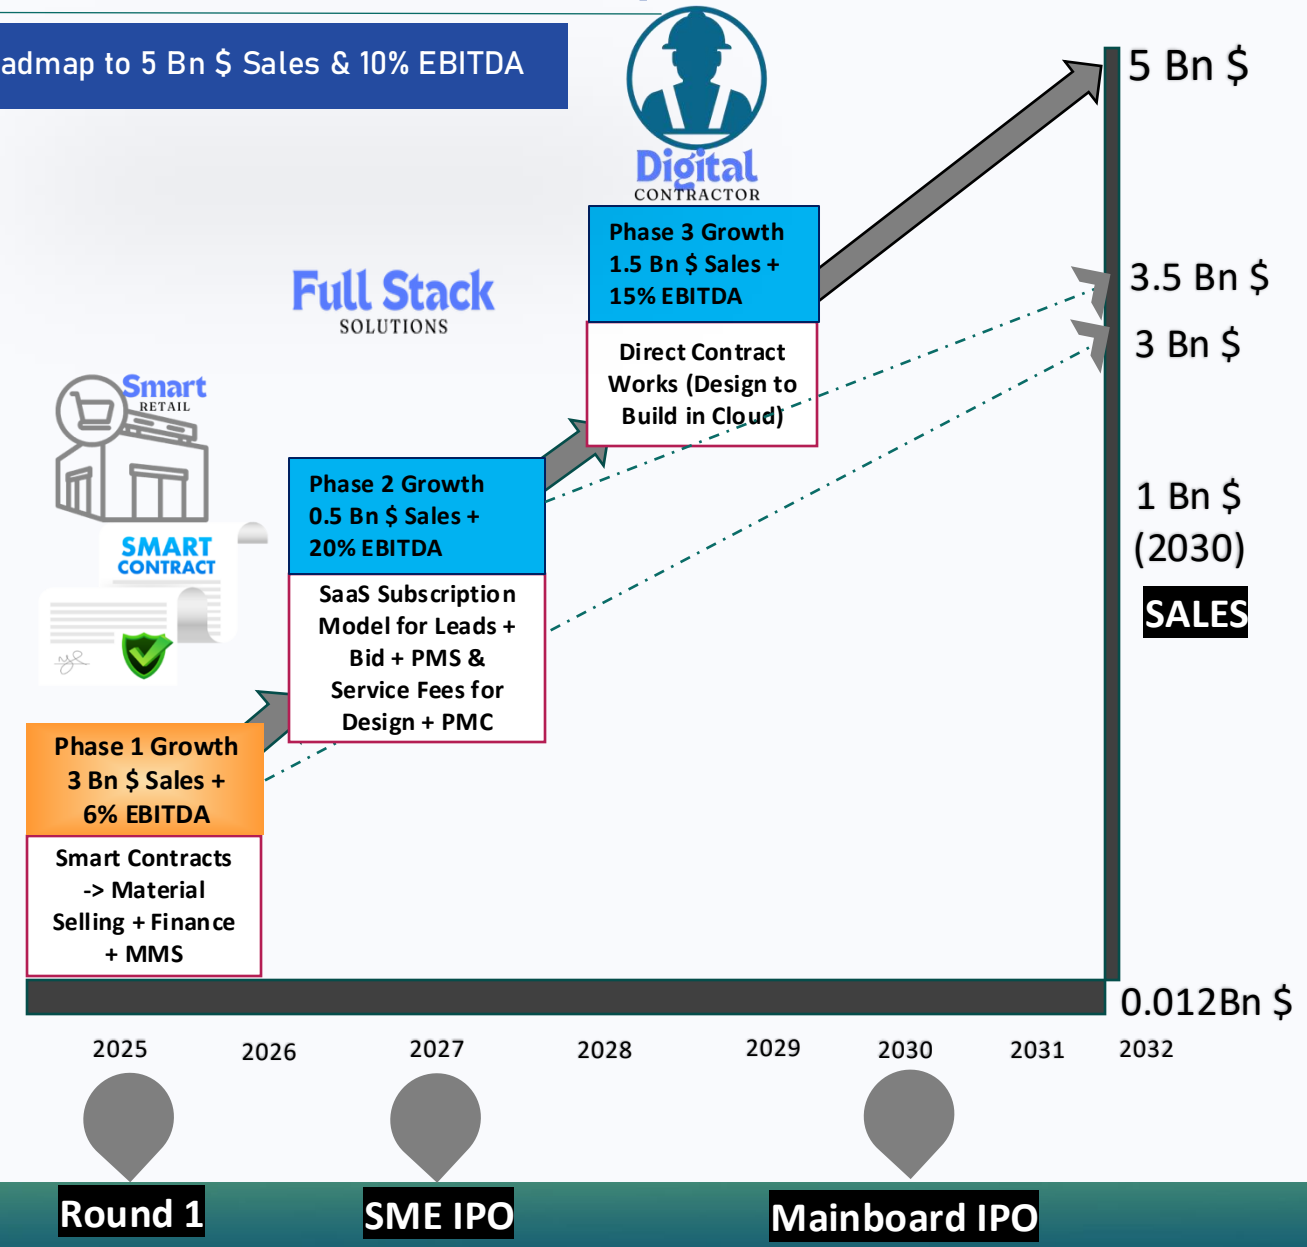 admap to 5 Bn $ Sales & 10% EBITDA
Digital
CONTRACTOR
5 Bn $
Phase 3 Growth
1.5 Bn $ Sales +
15% EBITDA
Direct Contract
Works (Design to
Build in Cloud)
3.5 Bn $
3 Bn $
Full Stack
SOLUTIONS
Smart
RETAIL
SMART
CONTRACT
Phase 2 Growth
0.5 Bn $ Sales +
20% EBITDA
SaaS Subscription
Model for Leads +
Bid + PMS &
Service Fees for
Design + PMC
1 Bn $
(2030)
SALES
Phase 1 Growth
3 Bn $ Sales +
6% EBITDA
Smart Contracts
-> Material
Selling + Finance
+ MMS
0.012Bn $
2025 2026 2027 2028 2029 2030 2031 2032
Round 1 SME IPO Mainboard IPO